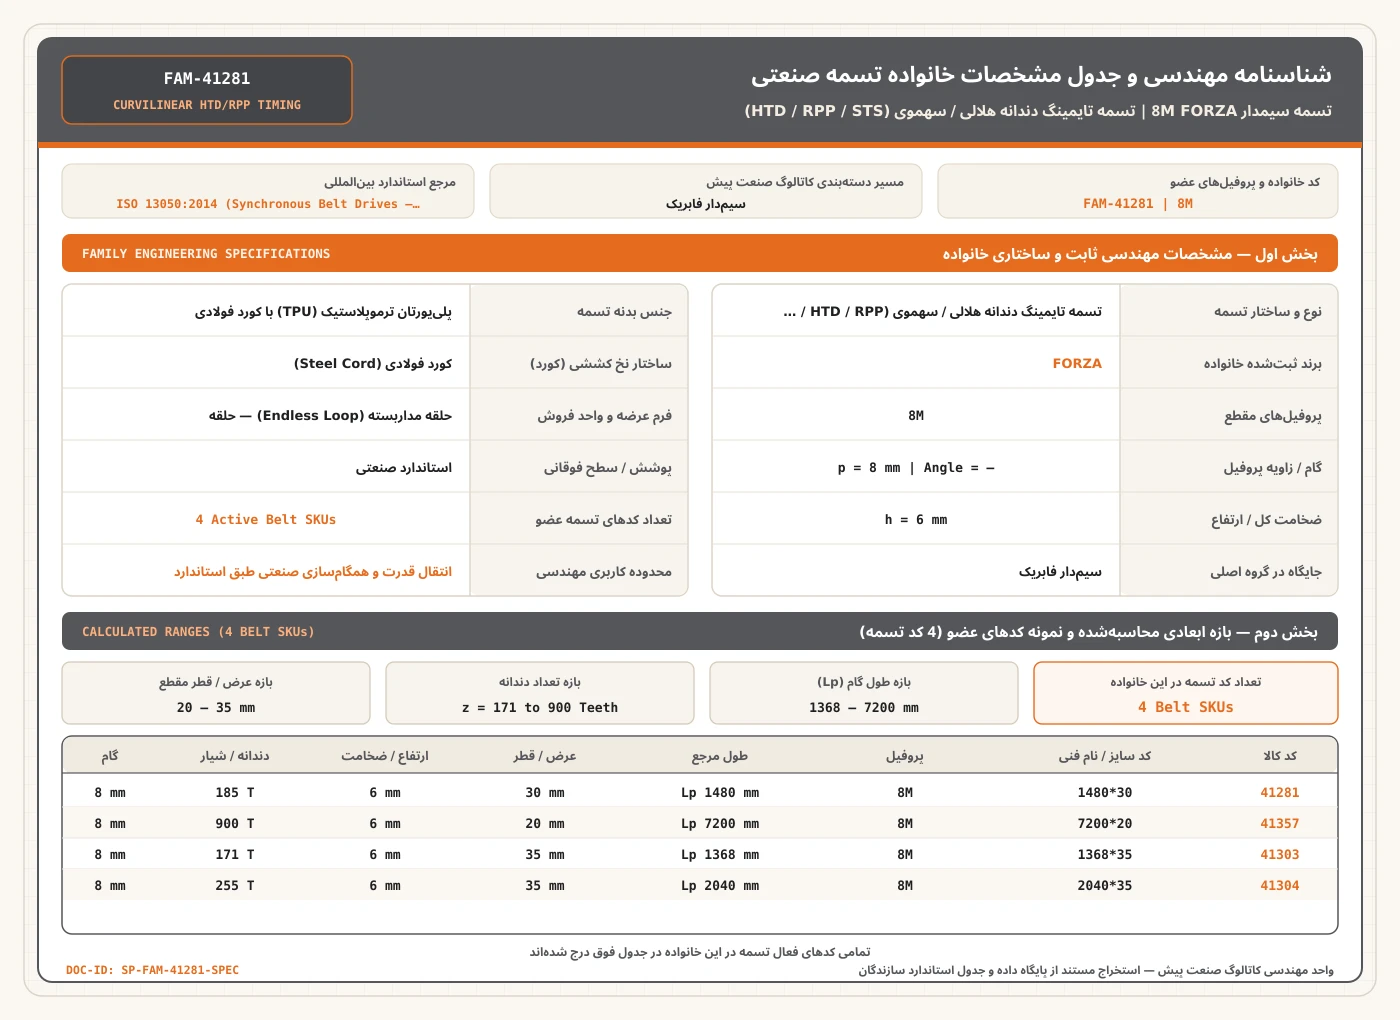 شناسنامه مهندسی و جدول مشخصات خانواده تسمه صنعتی
تسمه سیمدار 8M FORZA | تسمه تایمینگ دندانه هلالی / سهموی (HTD / RPP / STS)
FAM-41281
CURVILINEAR HTD/RPP TIMING
کد خانواده و پروفیل‌های عضو
FAM-41281 | 8M
مسیر دسته‌بندی کاتالوگ صنعت پیش
سیم‌دار فابریک
مرجع استاندارد بین‌المللی
ISO 13050:2014 (Synchronous Belt Drives —…
بخش اول — مشخصات مهندسی ثابت و ساختاری خانواده
FAMILY ENGINEERING SPECIFICATIONS
نوع و ساختار تسمه
تسمه تایمینگ دندانه هلالی / سهموی (HTD / RPP / ...
برند ثبت‌شده خانواده
FORZA
پروفیل‌های مقطع
8M
گام / زاویه پروفیل
p = 8 mm | Angle = —
ضخامت کل / ارتفاع
h = 6 mm
جایگاه در گروه اصلی
سیم‌دار فابریک
جنس بدنه تسمه
پلی‌یورتان ترموپلاستیک (TPU) با کورد فولادی
ساختار نخ کششی (کورد)
کورد فولادی (Steel Cord)
فرم عرضه و واحد فروش
حلقه مداربسته (Endless Loop) — حلقه
پوشش / سطح فوقانی
استاندارد صنعتی
تعداد کدهای تسمه عضو
4 Active Belt SKUs
محدوده کاربری مهندسی
انتقال قدرت و همگام‌سازی صنعتی طبق استاندارد
بخش دوم — بازه ابعادی محاسبه‌شده و نمونه کدهای عضو (4 کد تسمه)
CALCULATED RANGES (4 BELT SKUs)
تعداد کد تسمه در این خانواده
4 Belt SKUs
بازه طول گام (Lp)
1368 — 7200 mm
بازه تعداد دندانه
z = 171 to 900 Teeth
بازه عرض / قطر مقطع
20 — 35 mm
کد کالا کد سایز / نام فنی پروفیل طول مرجع عرض / قطر ارتفاع / ضخامت دندانه / شیار گام
41281 1480*30 8M Lp 1480 mm 30 mm 6 mm 185 T 8 mm
41357 7200*20 8M Lp 7200 mm 20 mm 6 mm 900 T 8 mm
41303 1368*35 8M Lp 1368 mm 35 mm 6 mm 171 T 8 mm
41304 2040*35 8M Lp 2040 mm 35 mm 6 mm 255 T 8 mm
تمامی کدهای فعال تسمه در این خانواده در جدول فوق درج شده‌اند
واحد مهندسی کاتالوگ صنعت پیش — استخراج مستند از پایگاه داده و جدول استاندارد سازندگان
DOC-ID: SP-FAM-41281-SPEC